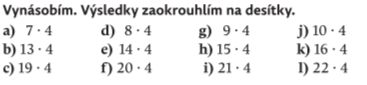 Vynásobím. Výsledky zaokrouhlím na desítky.
a) 7 · 4 d) 8 · 4 g) 9 · 4 j) 10 · 4
b) 13 · 4 e) 14 · 4 h) 15 · 4 k) 16 · 4
c) 19 · 4 f) 20 · 4 i) 21 · 4 l) 22 · 4